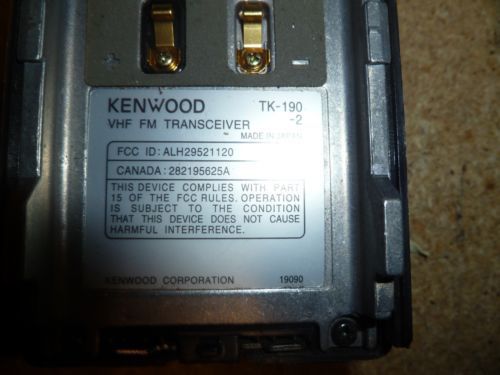 -
KENWOOD TK-190
VHF FM TRANSCEIVER -2
MADE IN JAPAN
FCC ID: ALH29521120
CANADA: 282195625A
THIS DEVICE COMPLIES WITH PART
15 OF THE FCC RULES. OPERATION
IS SUBJECT TO THE CONDITION
THAT THIS DEVICE DOES NOT CAUSE
HARMFUL INTERFERENCE.
KENWOOD CORPORATION 19090